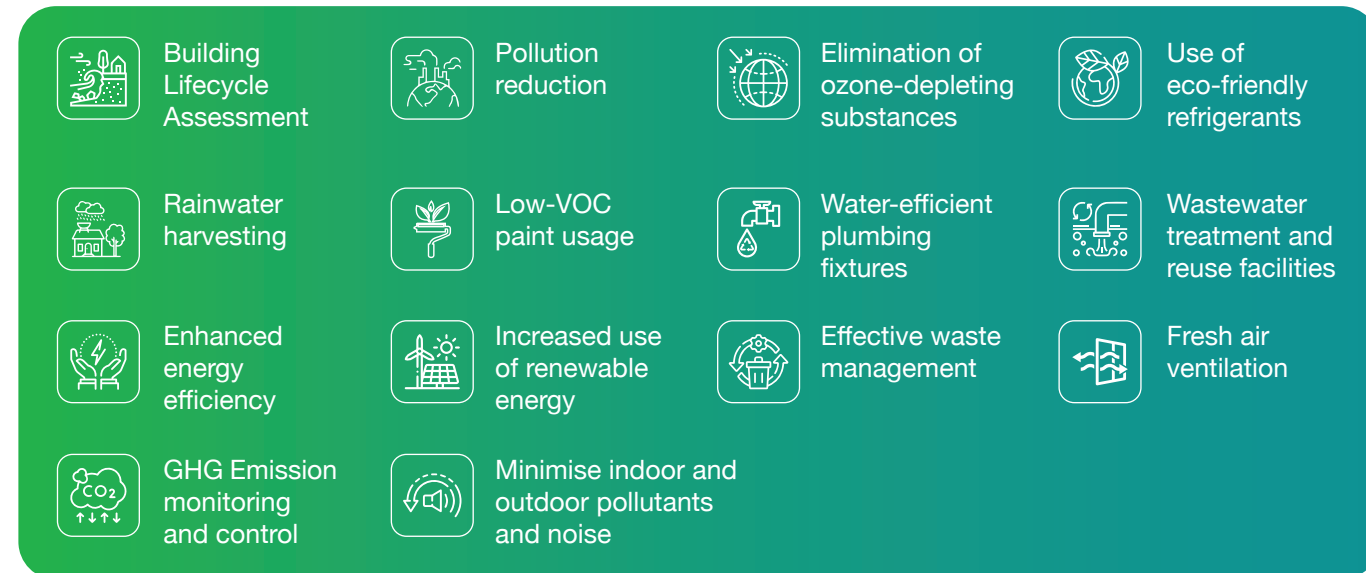 Building
Lifecycle
Assessment
Pollution
reduction
Elimination of
ozone-depleting
substances
Use of
eco-friendly
refrigerants
Rainwater
harvesting
Low-VOC
paint usage
Water-efficient
plumbing
fixtures
Wastewater
treatment and
reuse facilities
Enhanced
energy
efficiency
Increased use
of renewable
energy
Effective waste
management
Fresh air
ventilation
CO2
GHG Emission
monitoring
and control
Minimise indoor and
outdoor pollutants
and noise